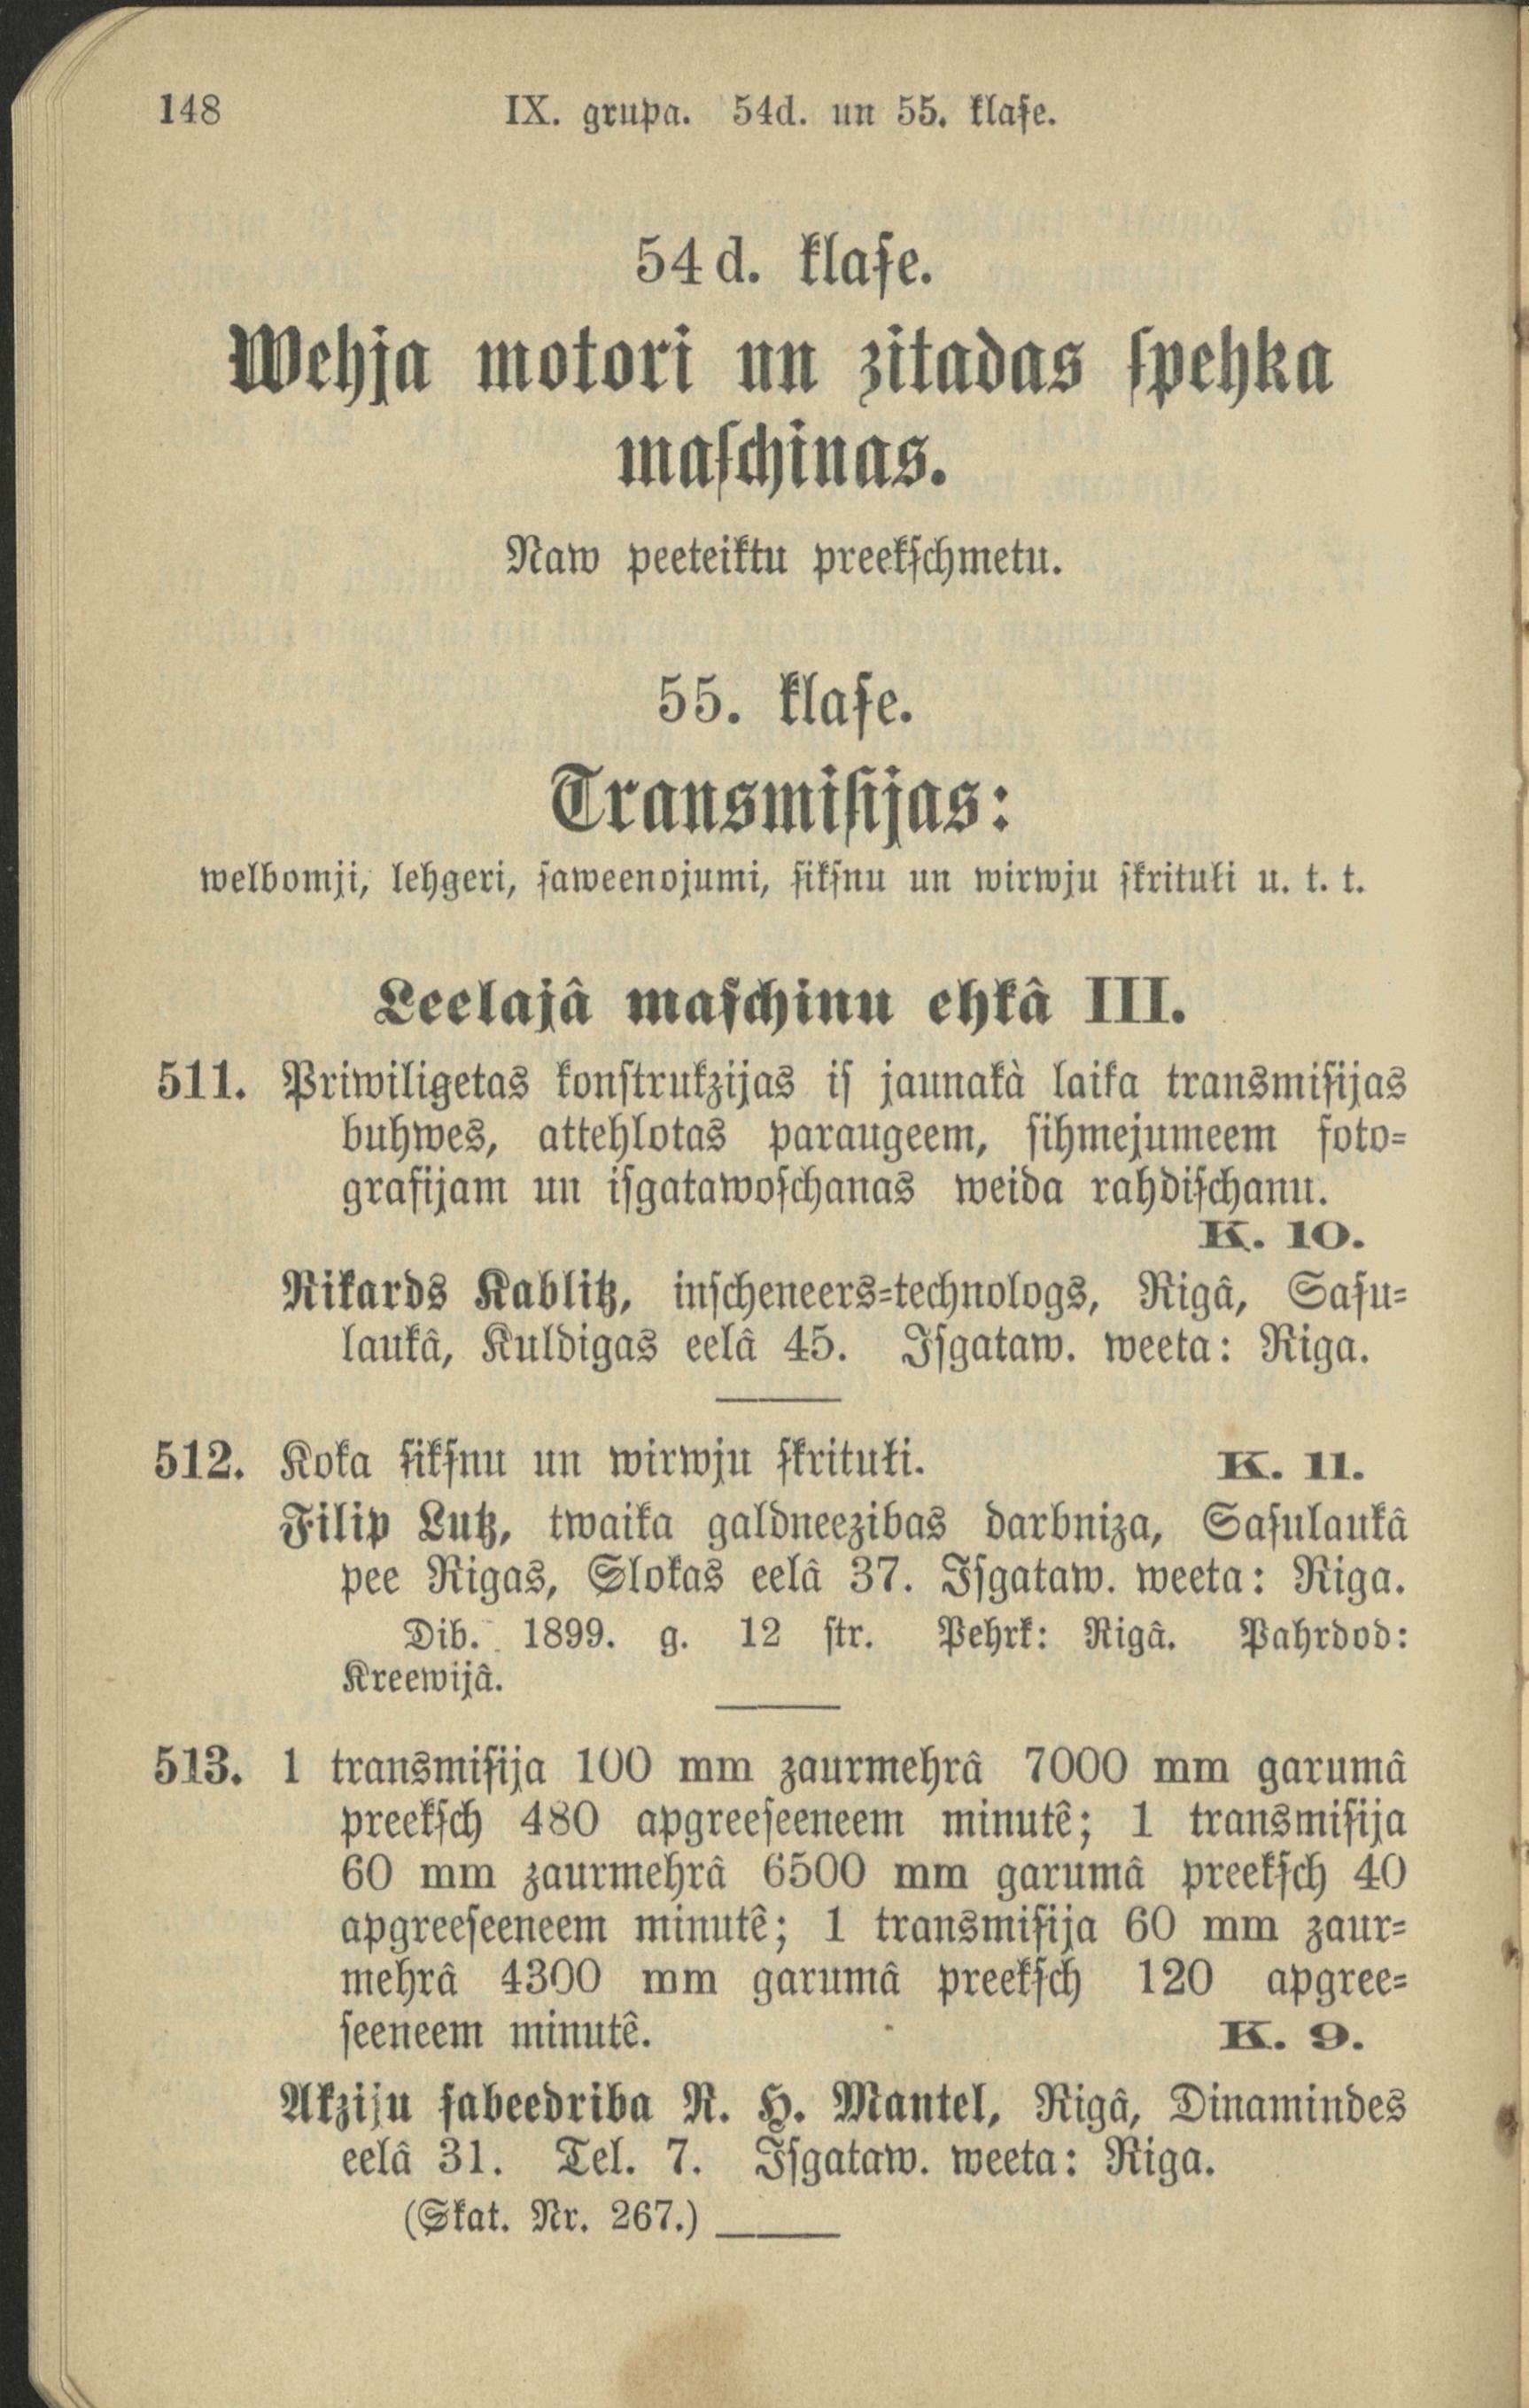 148 IX. grupa. 54d. un 55. klaſe.
54 d. klaſe.
Wehja motori un zitadas ſpehka
maſchinas.
Naw peeteiktu preekſchmetu.
55. klaſe.
Transmiſijas:
welbomji, lehgeri, ſaweenojumi, ſikſnu un wirwju ſkrituļi u. t. t.
Leelajâ maſchinu ehkâ III.
511. Priwiligetas konſtrukzijas iſ jaunakà laika transmiſijas
buhwes, attehlotas paraugeem, ſihmejumeem foto⸗
grafijam un iſgatawoſchanas weida rahdiſchanu.
K. 10.
Rikards Kablitz, inſcheneers⸗technologs, Rigâ, Saſu⸗
laukâ, Kuldigas eelâ 45. Iſgataw. weeta: Riga.
512. Koka ſikſnu un wirwju ſkrituļi. K. 11.
Filip Lutz, twaika galdneezibas darbniza, Saſulaukâ
pee Rigas, Slokas eelâ 37. Iſgataw. weeta: Riga.
Dib. 1899. g. 12 ſtr. Pehrk: Rigâ. Pahrdod:
Kreewijâ.
513. 1 transmiſija 100 mm zaurmehrâ 7000 mm garumâ
preekſch 480 apgreeſeeneem minutê; 1 transmiſija
60 mm zaurmehrâ 6500 mm garumâ preekſch 40
apgreeſeeneem minutê; 1 transmiſija 60 mm zaur⸗
mehrâ 4300 mm garumâ preekſch 120 apgree⸗
ſeeneem minutê. K. 9.
Akziju ſabeedriba R. H. Mantel, Rigâ, Dinamindes
eelâ 31. Tel. 7. Iſgataw. weeta: Riga.
(Skat. Nr. 267.)